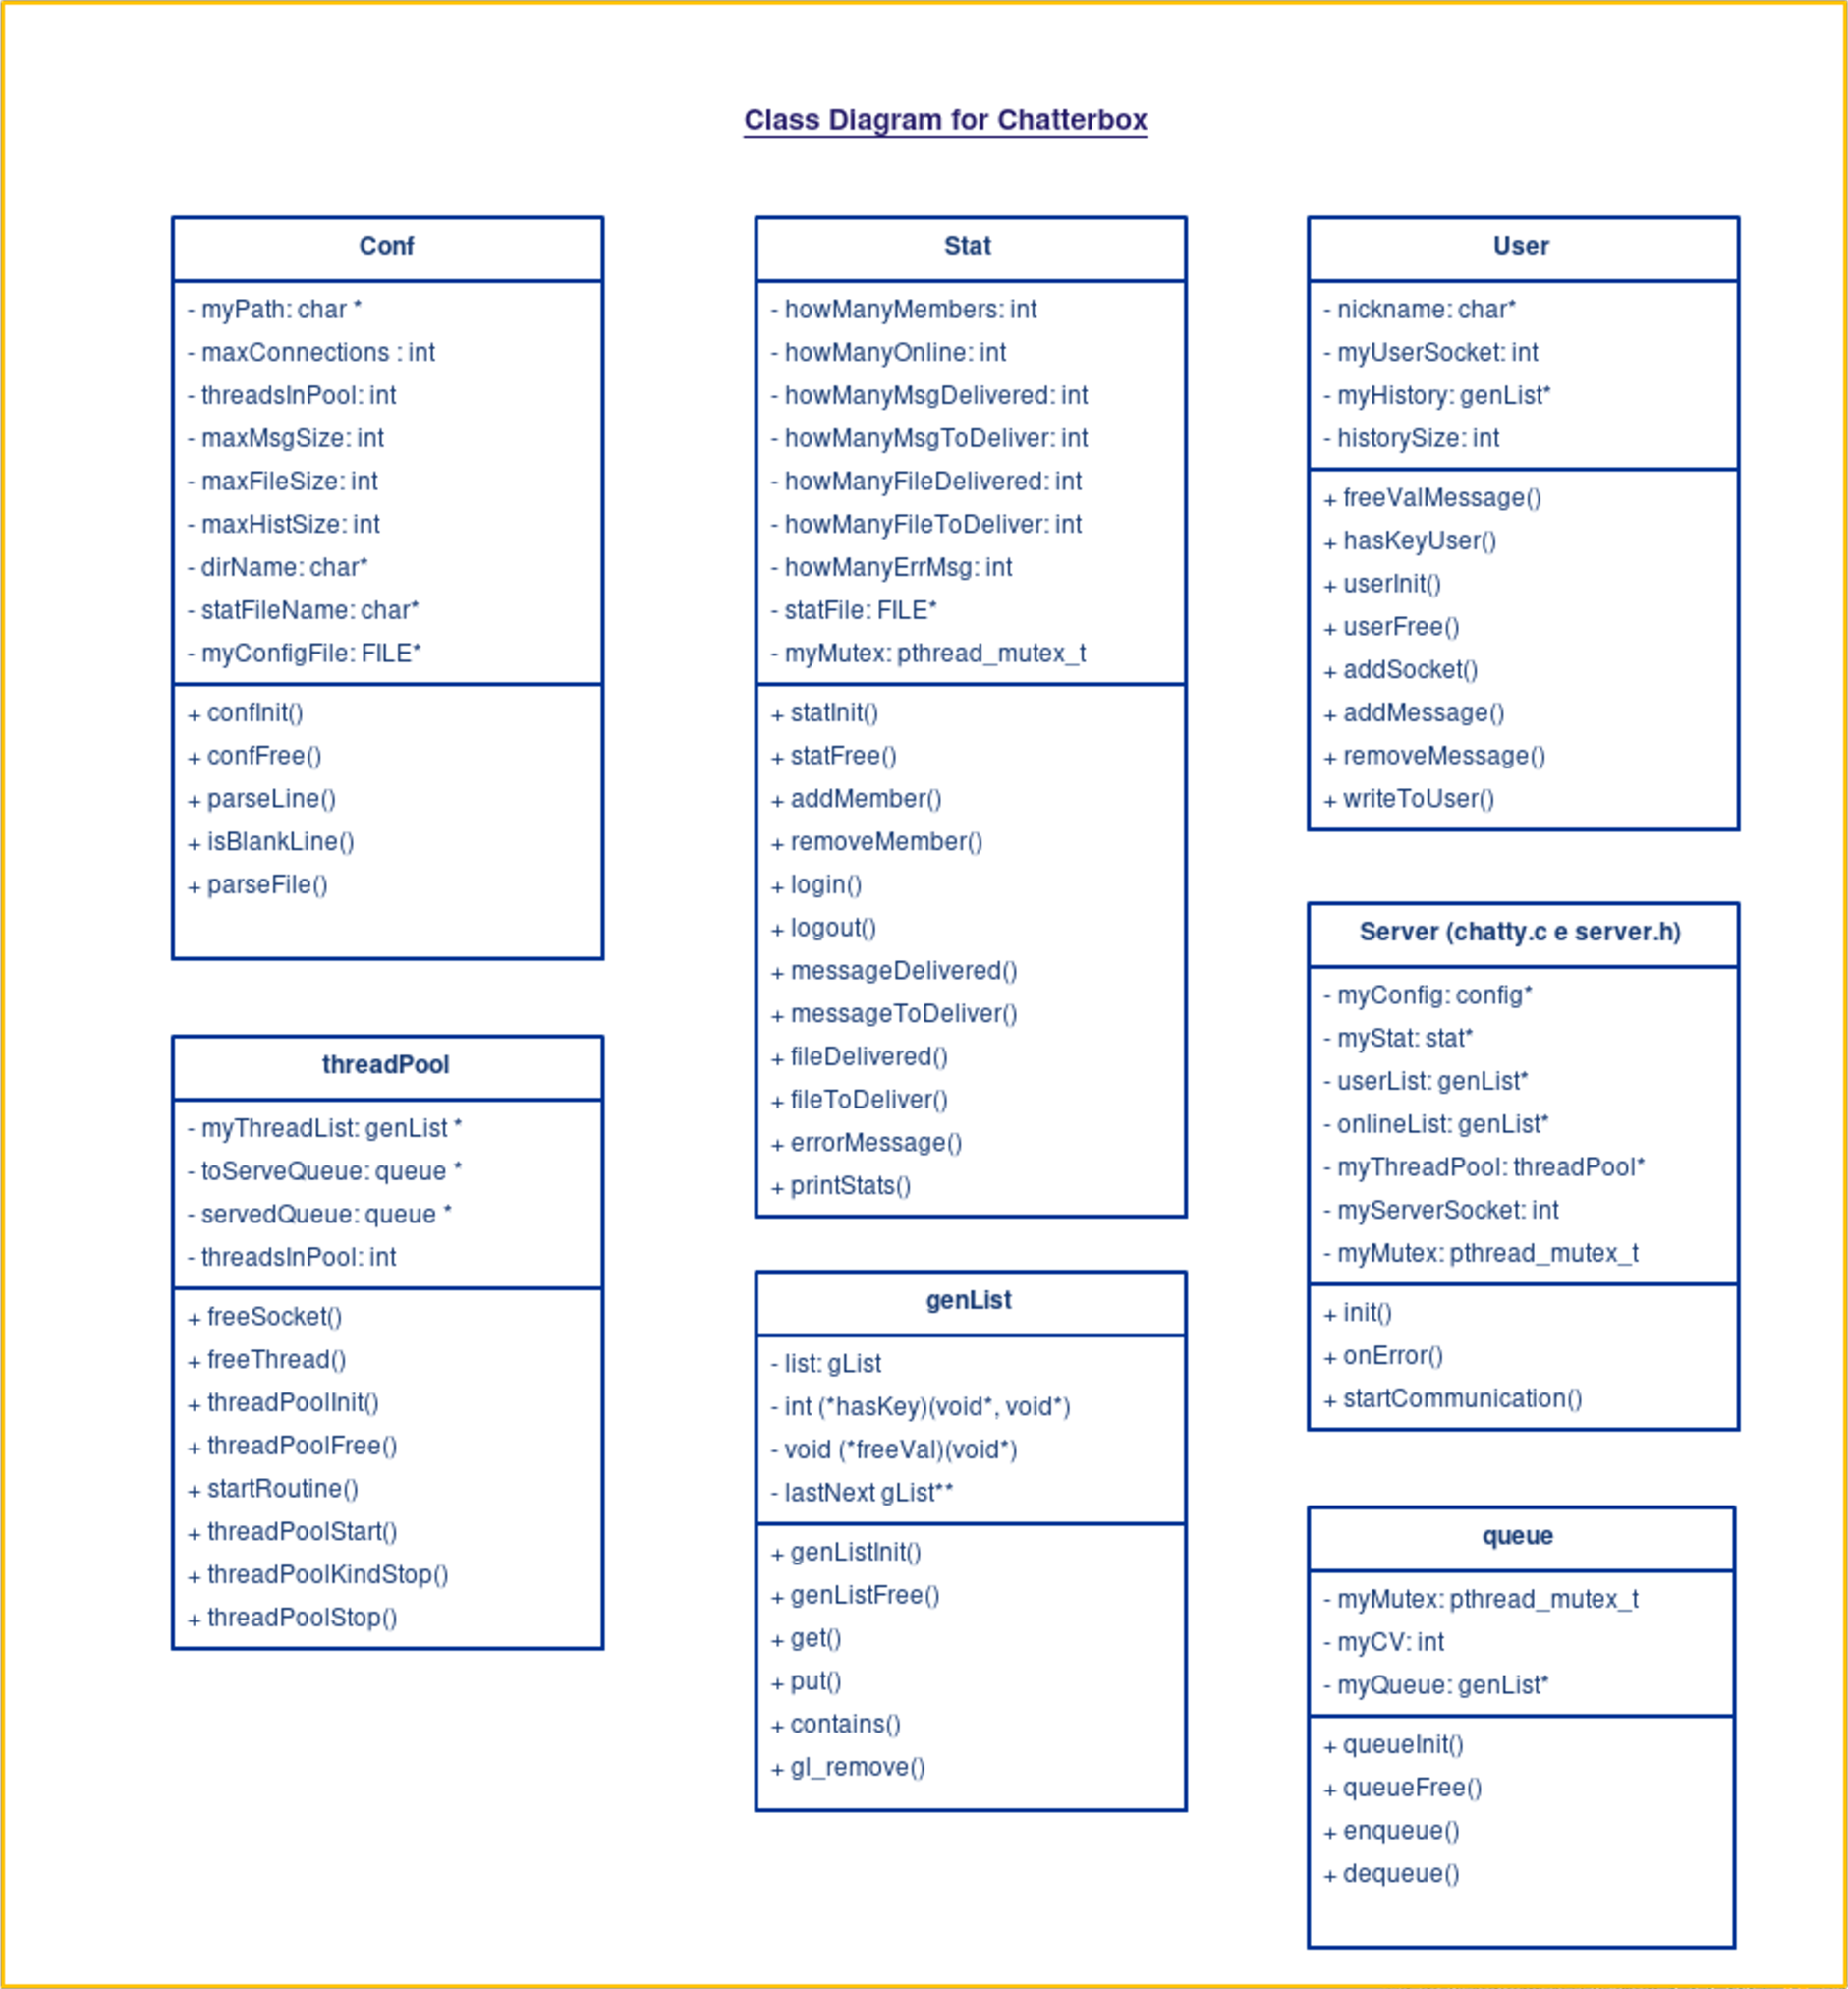 Class Diagram for Chatterbox
Conf
- myPath: char *
- maxConnections : int
- threadsInPool: int
- maxMsgSize: int
- maxFileSize: int
- maxHistSize: int
- dirName: char*
- statFileName: char*
- myConfigFile: FILE*
+ confInit()
+ confFree()
+ parseLine()
+ isBlankLine()
+ parseFile()
threadPool
- myThreadList: genList *
- toServeQueue: queue *
- servedQueue: queue *
- threadsInPool: int
+ freeSocket()
+ freeThread()
+ threadPoolInit()
+ threadPoolFree()
+ startRoutine()
+ threadPoolStart()
+ threadPoolKindStop()
+ threadPoolStop()
Stat
- howManyMembers: int
- howManyOnline: int
- howManyMsgDelivered: int
- howManyMsgToDeliver: int
- howManyFileDelivered: int
- howManyFileToDeliver: int
- howManyErrMsg: int
- statFile: FILE*
- myMutex: pthread_mutex_t
+ statInit()
+ statFree()
+ addMember()
+ removeMember()
+ login()
+ logout()
+ messageDelivered()
+ messageToDeliver()
+ fileDelivered()
+ fileToDeliver()
+ errorMessage()
+ printStats()
genList
- list: gList
- int (*hasKey)(void*, void*)
- void (*freeVal)(void*)
- lastNext gList**
+ genListInit()
+ genListFree()
+ get()
+ put()
+ contains()
+ gl_remove()
User
- nickname: char*
- myUserSocket: int
- myHistory: genList*
- historySize: int
+ freeValMessage()
+ hasKeyUser()
+ userInit()
+ userFree()
+ addSocket()
+ addMessage()
+ removeMessage()
+ writeToUser()
Server (chatty.c e server.h)
- myConfig: config*
- myStat: stat*
- userList: genList*
- onlineList: genList*
- myThreadPool: threadPool*
- myServerSocket: int
- myMutex: pthread_mutex_t
+ init()
+ onError()
+ startCommunication()
queue
- myMutex: pthread_mutex_t
- myCV: int
- myQueue: genList*
+ queueInit()
+ queueFree()
+ enqueue()
+ dequeue()